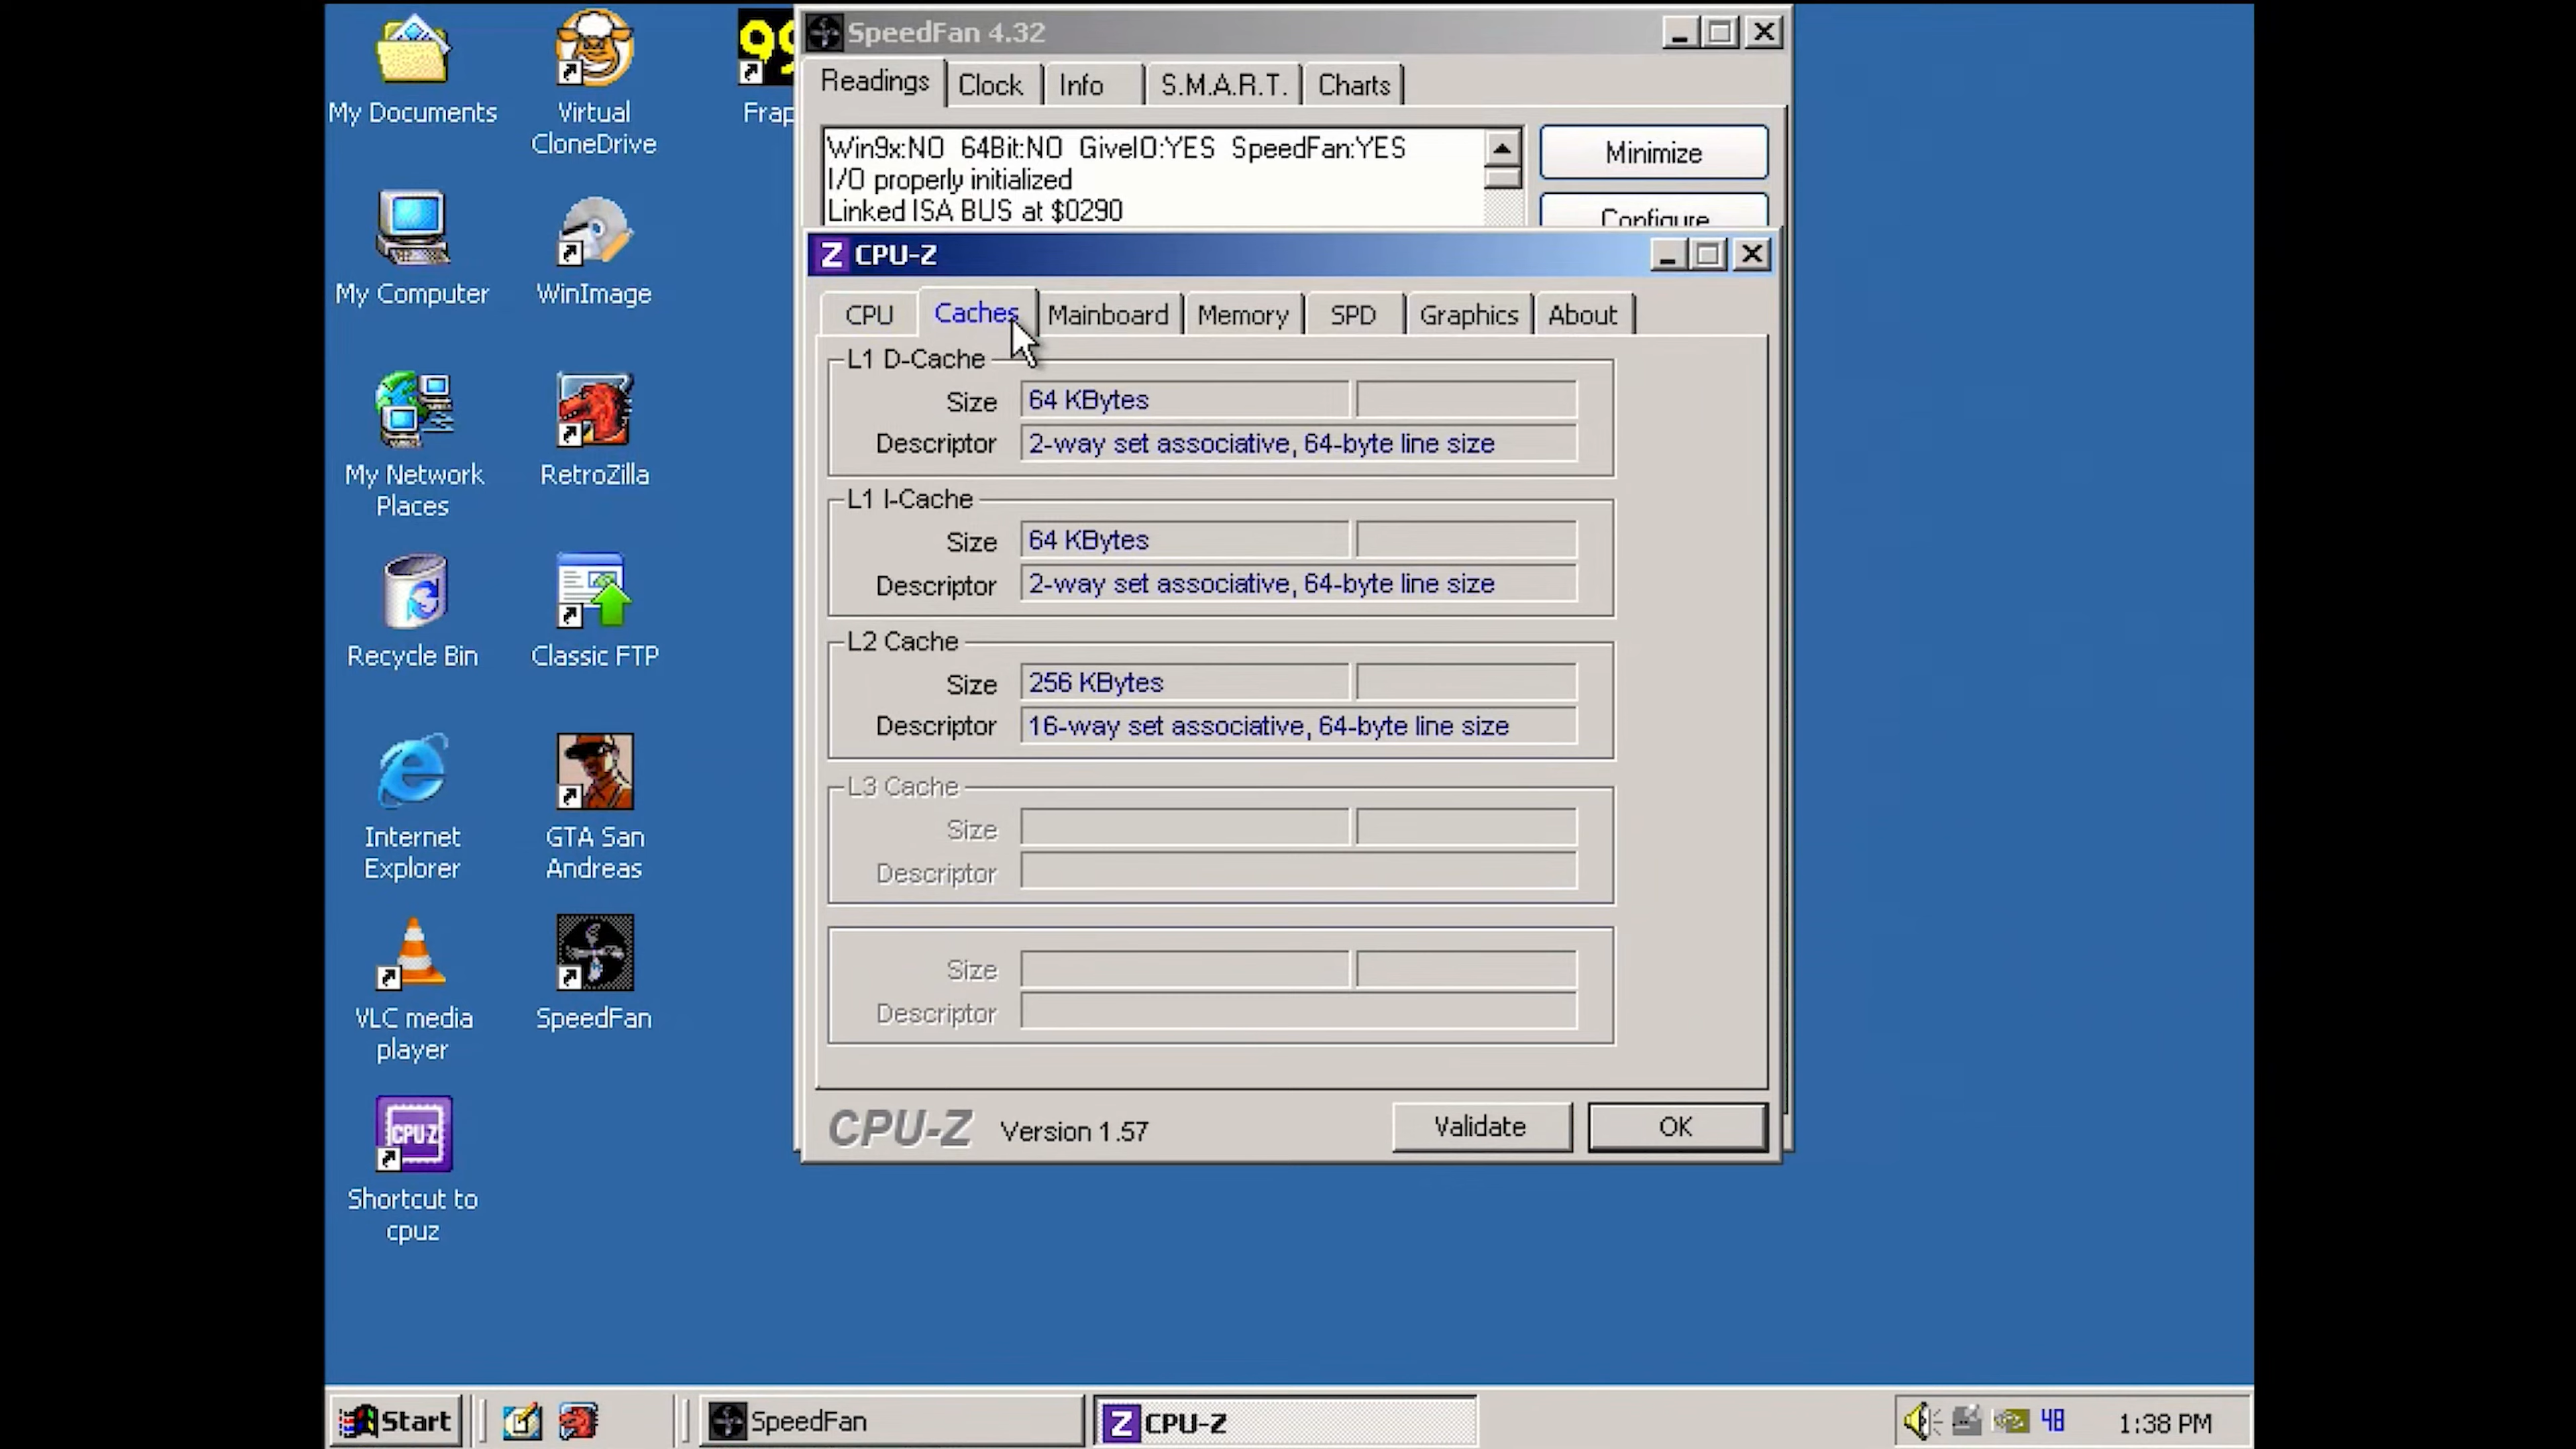 My Documents
Virtual
CloneDrive
My Computer
WinImage
My Network
Places
RetroZilla
Recycle Bin
Classic FTP
Internet
Explorer
GTA San
Andreas
VLC media
player
SpeedFan
CPU-Z
Shortcut to
cpuz
99
Frap
SpeedFan 4.32
Readings Clock Info S.M.A.R.T. Charts
Win9x:NO 64Bit:NO GiveIO:YES SpeedFan:YES
I/O properly initialized
Linked ISA BUS at $0290
Minimize
Configure
Z CPU-Z
CPU Caches Mainboard Memory SPD Graphics About
L1 D-Cache
Size 64 KBytes
Descriptor 2-way set associative, 64-byte line size
L1 I-Cache
Size 64 KBytes
Descriptor 2-way set associative, 64-byte line size
L2 Cache
Size 256 KBytes
Descriptor 16-way set associative, 64-byte line size
L3 Cache
Size
Descriptor
Size
Descriptor
CPU-Z Version 1.57 Validate OK
Start SpeedFan Z CPU-Z 48 1:38 PM